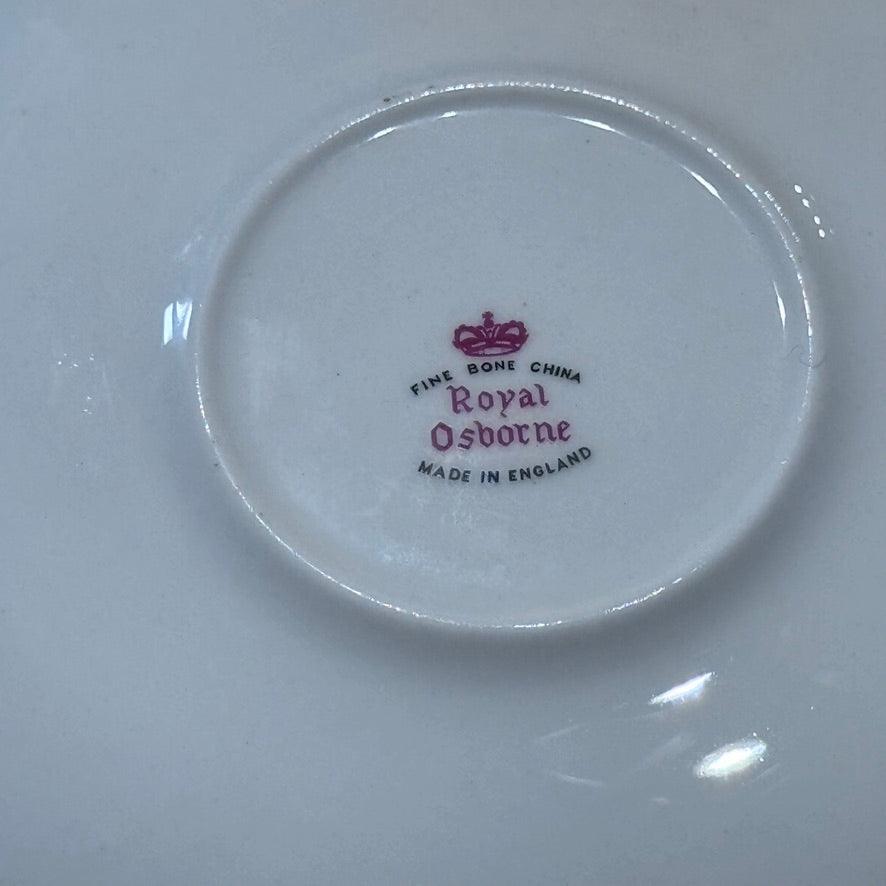 FINE BONE CHINA
Royal
Osborne
MADE IN ENGLAND